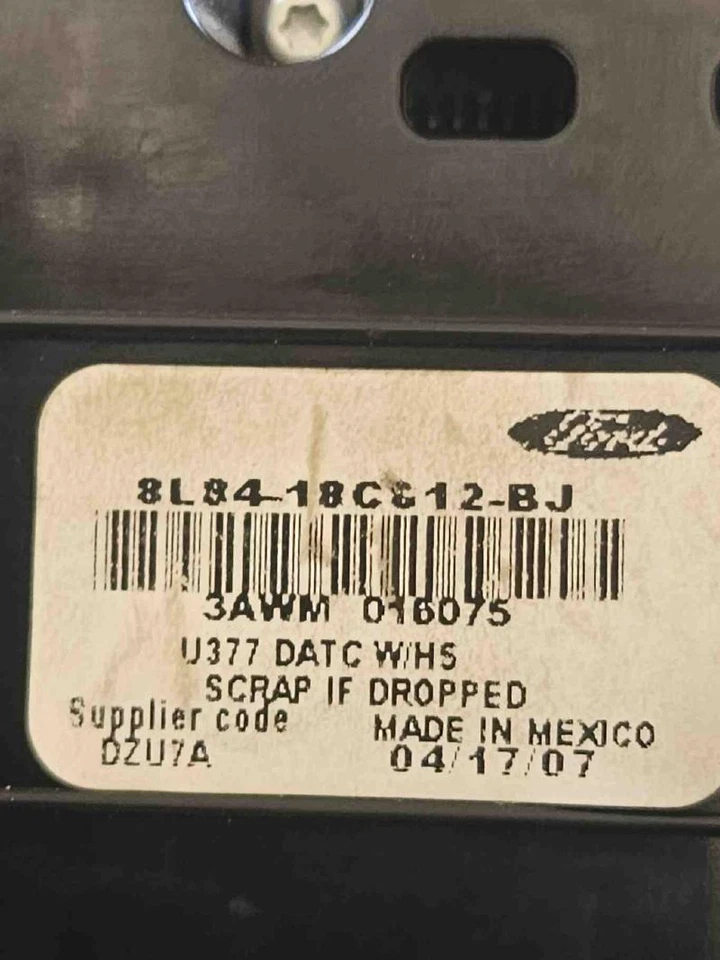 Ford
8L84-18C612-BJ
3AWM 016075
U377 DATC W/HS
SCRAP IF DROPPED
Supplier code
DZU7A
MADE IN MEXICO
04/17/07